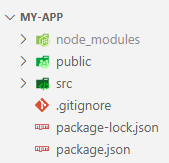 MY-APP
node_modules
public
src
.gitignore
package-lock.json
package.json